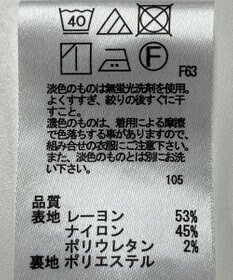 40
F
F63
淡色のものは無蛍光洗剤を使用。
よくすすぎ、絞りの後すぐに干
すこと。
濃色のものは、着用による摩擦
で色落ちする事がありますので、
組み合せの衣服にご注意下さい。
また、淡色のものとは別にお洗い
下さい。
105
品質
表地 レーヨン 53%
ナイロン 45%
ポリウレタン 2%
裏地 ポリエステル